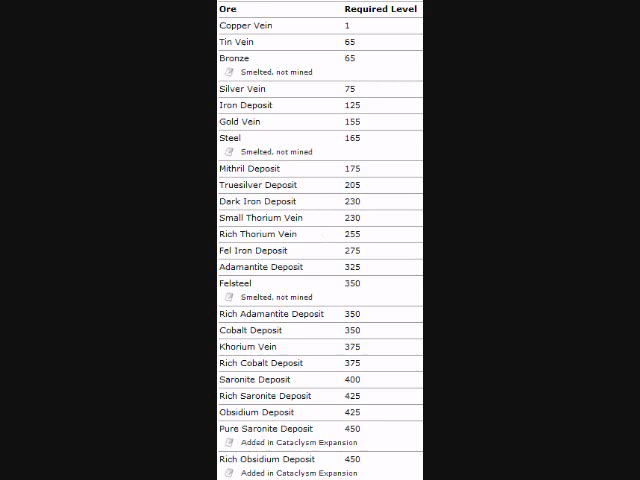 Ore Required Level
Copper Vein 1
Tin Vein 65
Bronze 65
Smelted, not mined
Silver Vein 75
Iron Deposit 125
Gold Vein 155
Steel 165
Smelted, not mined
Mithril Deposit 175
Truesilver Deposit 205
Dark Iron Deposit 230
Small Thorium Vein 230
Rich Thorium Vein 255
Fel Iron Deposit 275
Adamantite Deposit 325
Felsteel 350
Smelted, not mined
Rich Adamantite Deposit 350
Cobalt Deposit 350
Khorium Vein 375
Rich Cobalt Deposit 375
Saronite Deposit 400
Rich Saronite Deposit 425
Obsidium Deposit 425
Pure Saronite Deposit 450
Added in Cataclysm Expansion
Rich Obsidium Deposit 450
Added in Cataclysm Expansion